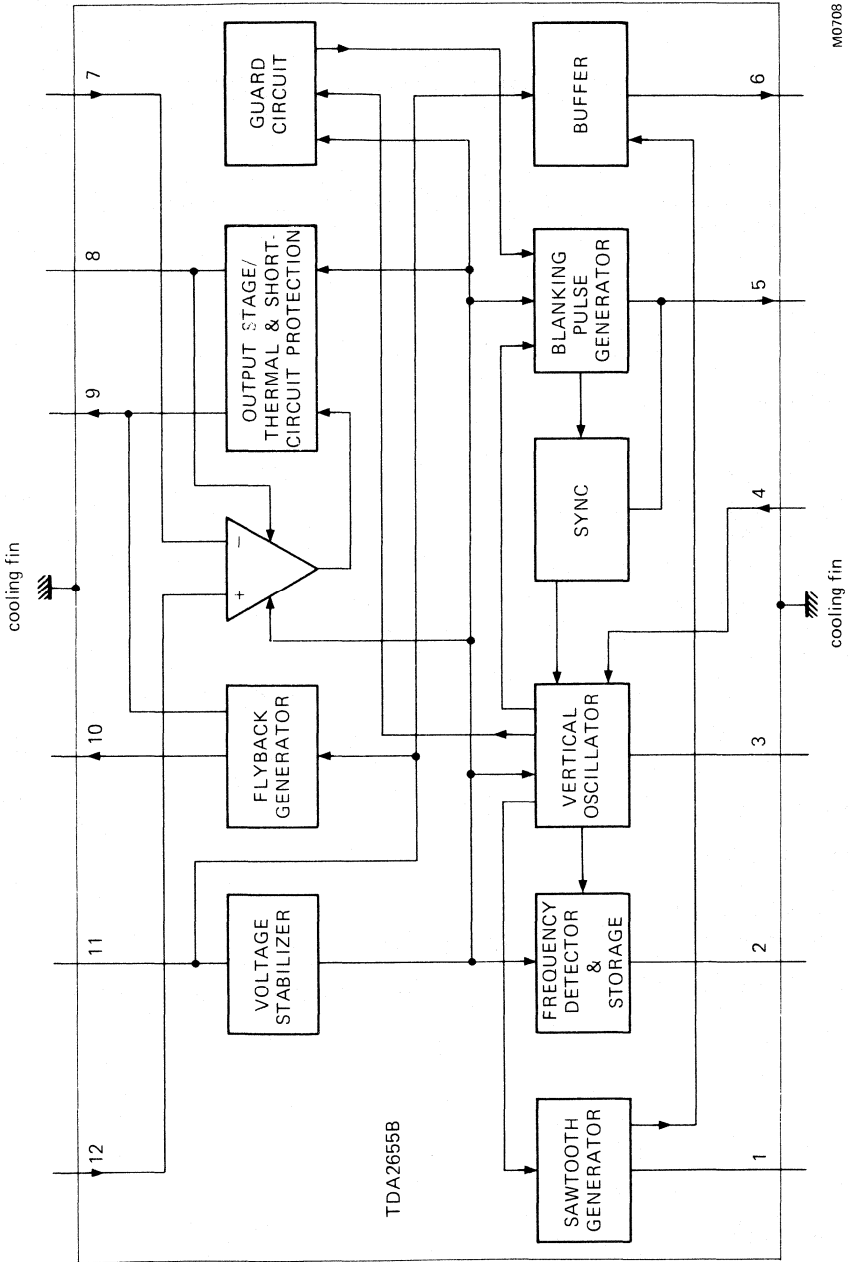 cooling fin
12
11
10
9
8
7
VOLTAGE
STABILIZER
FLYBACK
GENERATOR
+
−
OUTPUT STAGE/
THERMAL & SHORT-
CIRCUIT PROTECTION
GUARD
CIRCUIT
TDA2655B
SAWTOOTH
GENERATOR
FREQUENCY
DETECTOR
&
STORAGE
VERTICAL
OSCILLATOR
SYNC
BLANKING
PULSE
GENERATOR
BUFFER
1
2
3
4
5
6
cooling fin
M0708